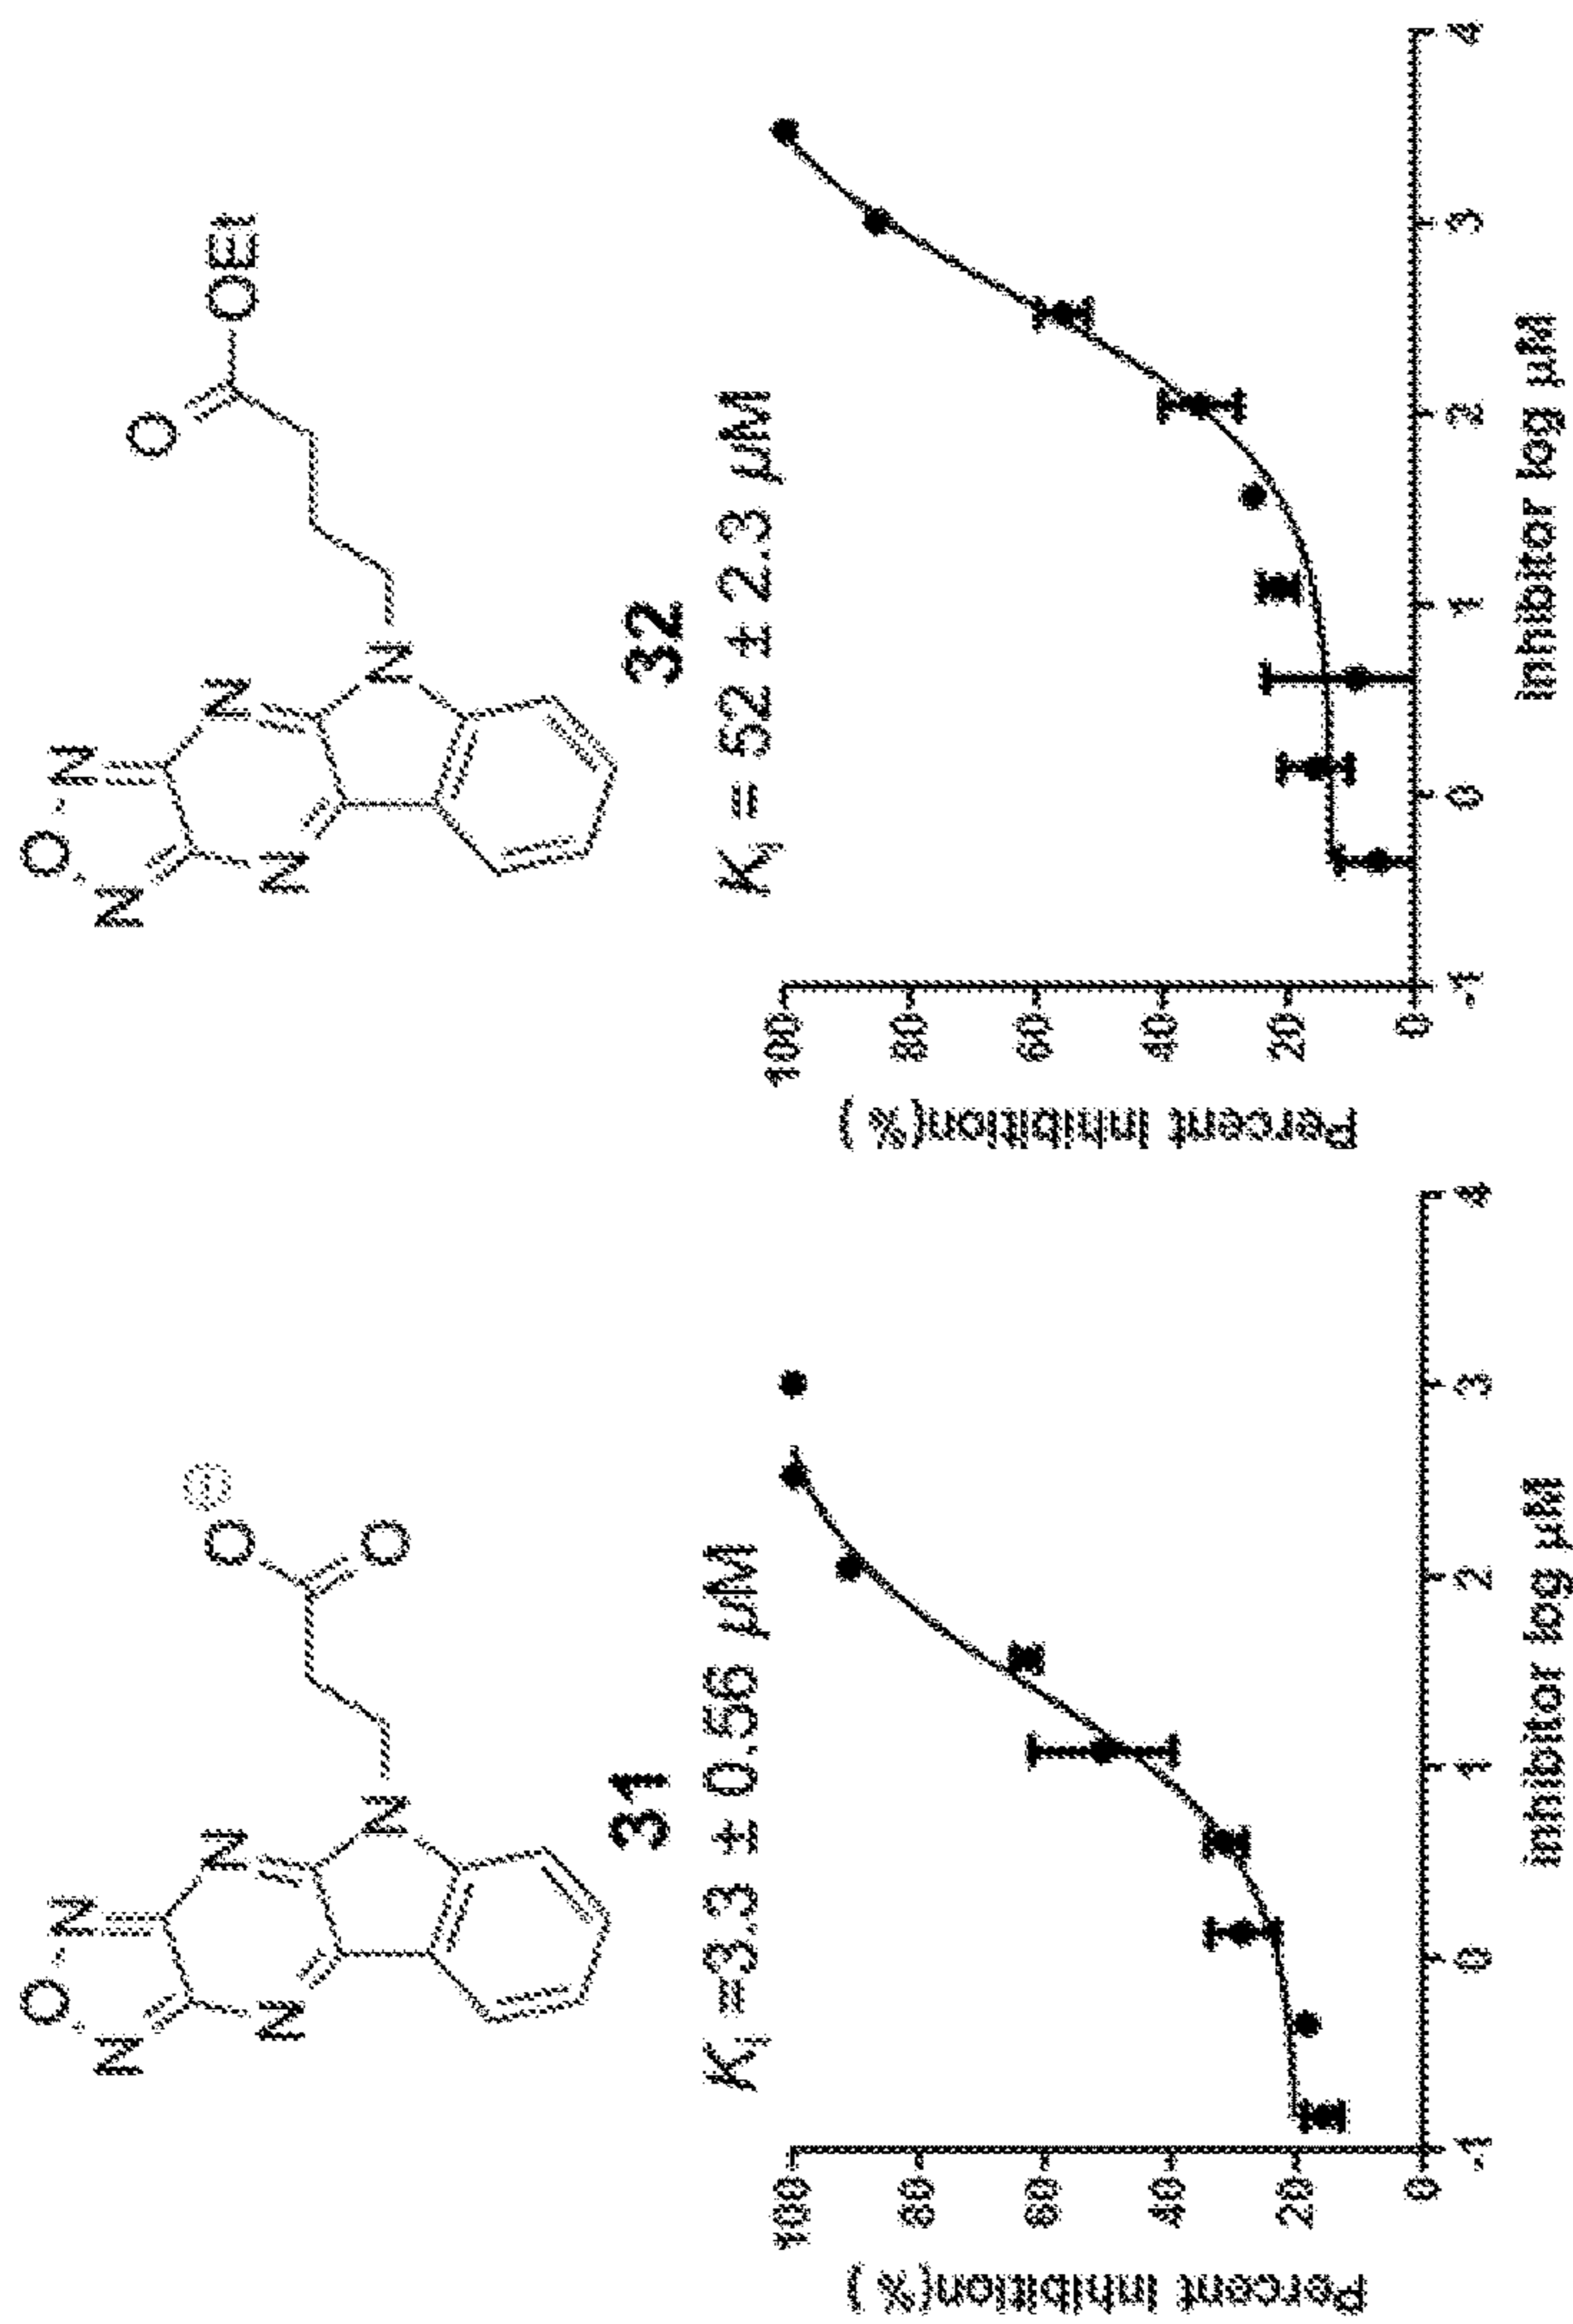 O
N
N
N
N
N
O
⊖
O
31
Ki =3.3 ± 0.56 µM
Percent inhibition(% )
100
80
60
40
20
0
-1
0
1
2
3
4
inhibitor log µM
O
N
N
N
N
N
O
OEt
32
Ki = 52 ± 2.3 µM
Percent inhibition(% )
100
80
60
40
20
0
-1
0
1
2
3
4
inhibitor log µM